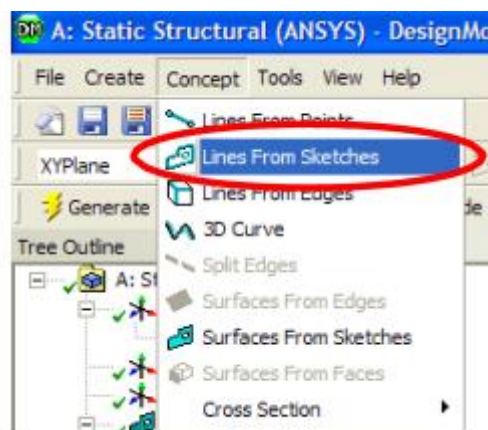 A: Static Structural (ANSYS) - DesignMo
File Create Concept Tools View Help
Lines From Points
XYPlane
Lines From Sketches
Generate
Lines From Edges
de
3D Curve
Tree Outline
Split Edges
A: St
Surfaces From Edges
Surfaces From Sketches
Surfaces From Faces
Cross Section